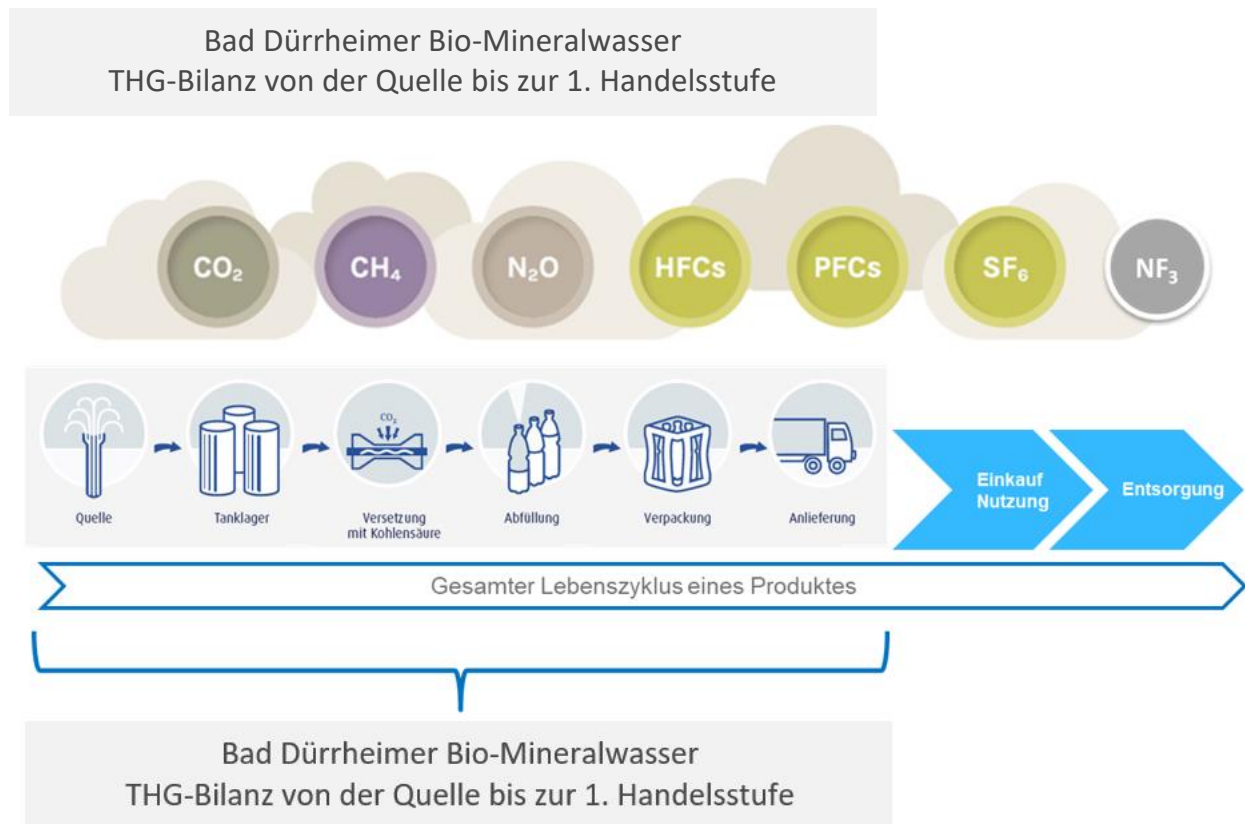 Bad Dürrheimer Bio-Mineralwasser
THG-Bilanz von der Quelle bis zur 1. Handelsstufe
CO₂
CH₄
N₂O
HFCs
PFCs
SF₆
NF₃
CO₂
Quelle
Tanklager
Versetzung
mit Kohlensäure
Abfüllung
Verpackung
Anlieferung
Einkauf
Nutzung
Entsorgung
Gesamter Lebenszyklus eines Produktes
Bad Dürrheimer Bio-Mineralwasser
THG-Bilanz von der Quelle bis zur 1. Handelsstufe